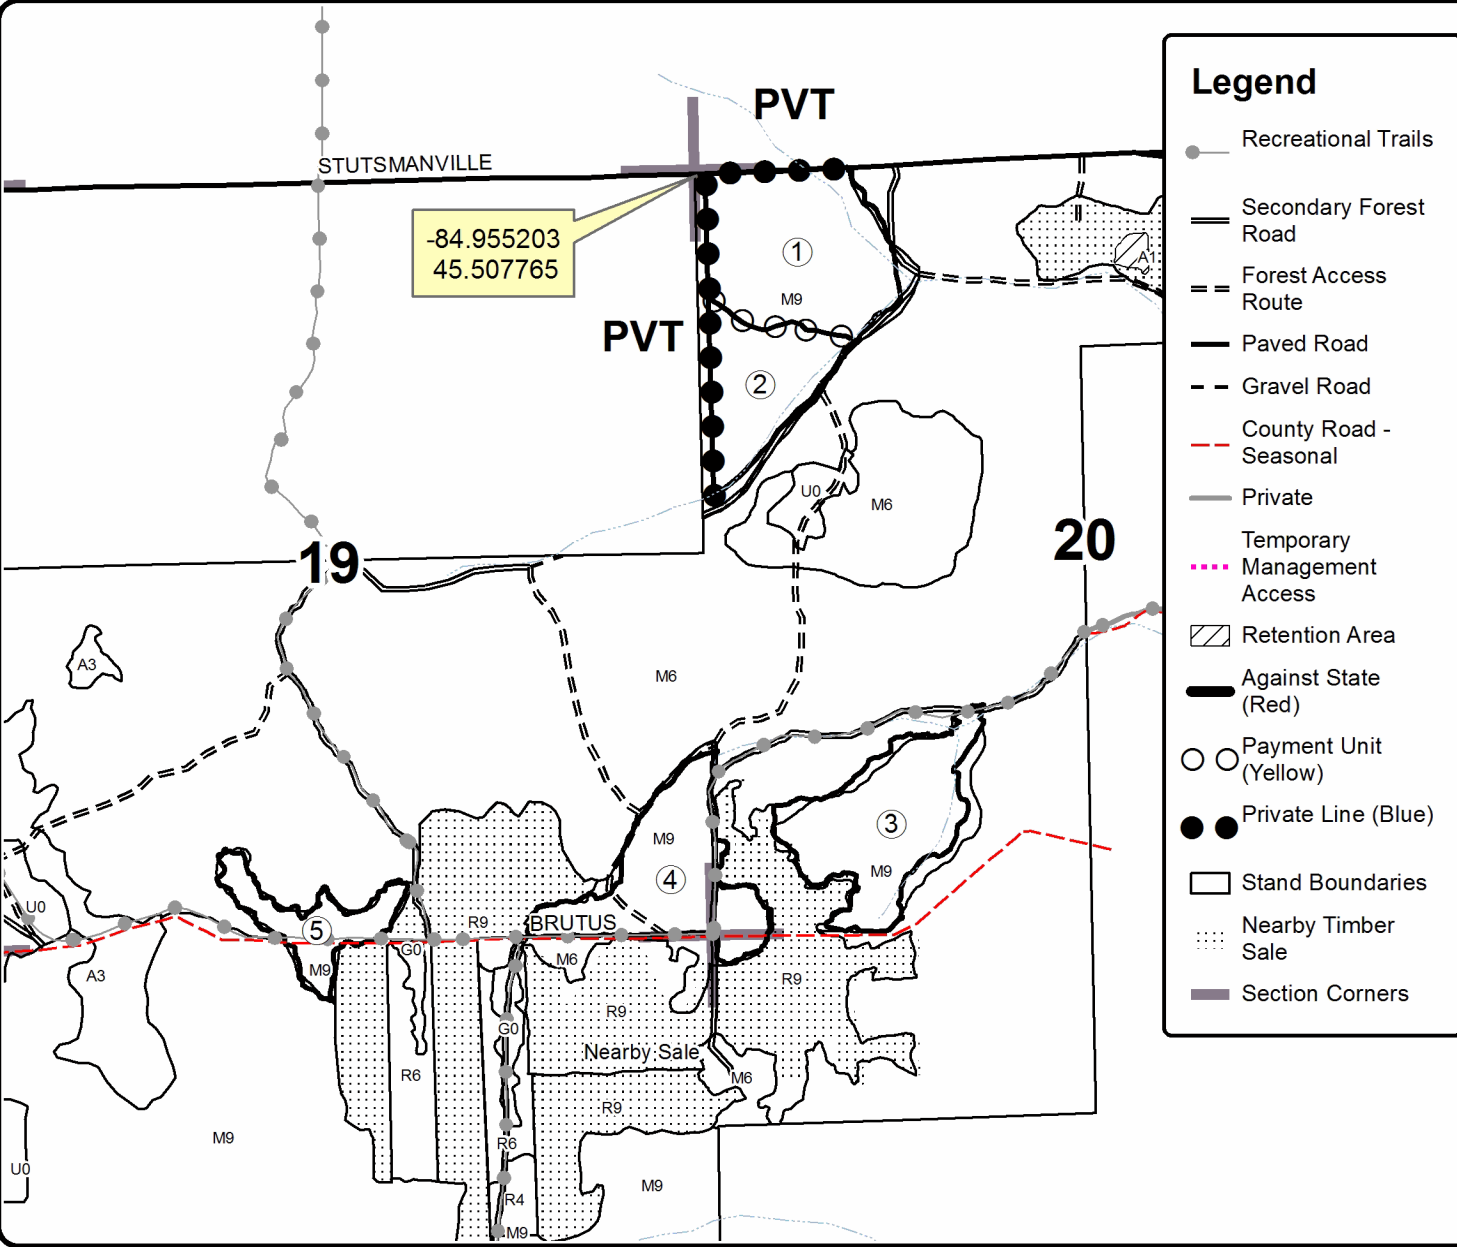 PVT
STUTSMANVILLE
-84.955203
45.507765
1
M9
A1
PVT
2
U0
M6
19
20
A3
M6
3
M9
M9
4
U0
5
R9
BRUTUS
G0
M9
M6
A3
R9
R9
G0
Nearby Sale
R6
M6
R9
M9
R6
U0
M9
R4
M9
Legend
Recreational Trails
Secondary Forest
Road
Forest Access
Route
Paved Road
Gravel Road
County Road -
Seasonal
Private
Temporary
Management
Access
Retention Area
Against State
(Red)
Payment Unit
(Yellow)
Private Line (Blue)
Stand Boundaries
Nearby Timber
Sale
Section Corners